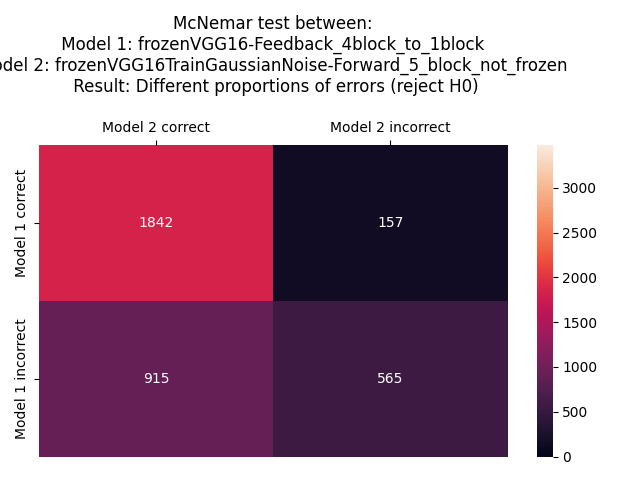 McNemar test between:
Model 1: frozenVGG16-Feedback_4block_to_1block
odel 2: frozenVGG16TrainGaussianNoise-Forward_5_block_not_frozen
Result: Different proportions of errors (reject H0)
Model 2 correct
Model 2 incorrect
Model 1 correct
1842
157
Model 1 incorrect
915
565
3000
2500
2000
1500
1000
500
0